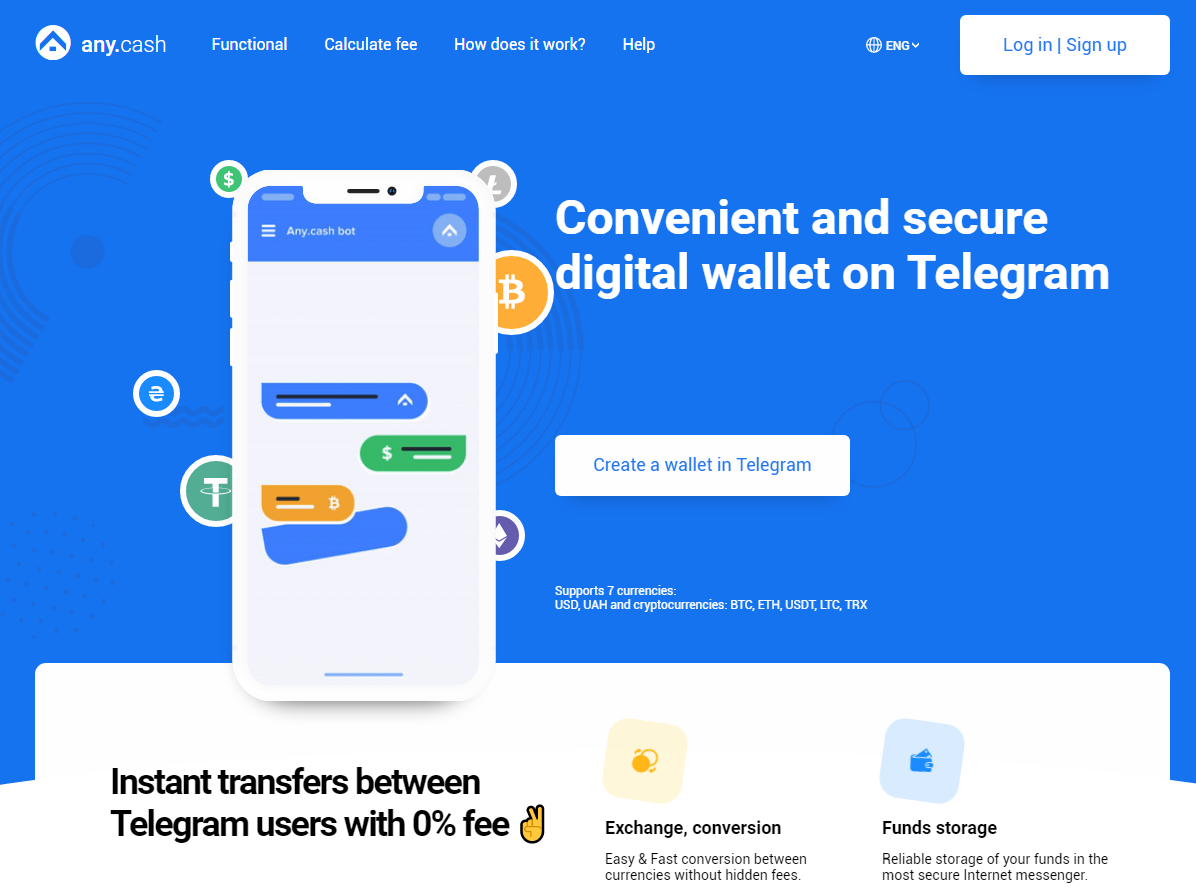 any.cash
Functional
Calculate fee
How does it work?
Help
ENG
Log in | Sign up
Any.cash bot
Convenient and secure
digital wallet on Telegram
Create a wallet in Telegram
Supports 7 currencies:
USD, UAH and cryptocurrencies: BTC, ETH, USDT, LTC, TRX
Instant transfers between
Telegram users with 0% fee ✌
Exchange, conversion
Easy & Fast conversion between
currencies without hidden fees.
Funds storage
Reliable storage of your funds in the
most secure Internet messenger.